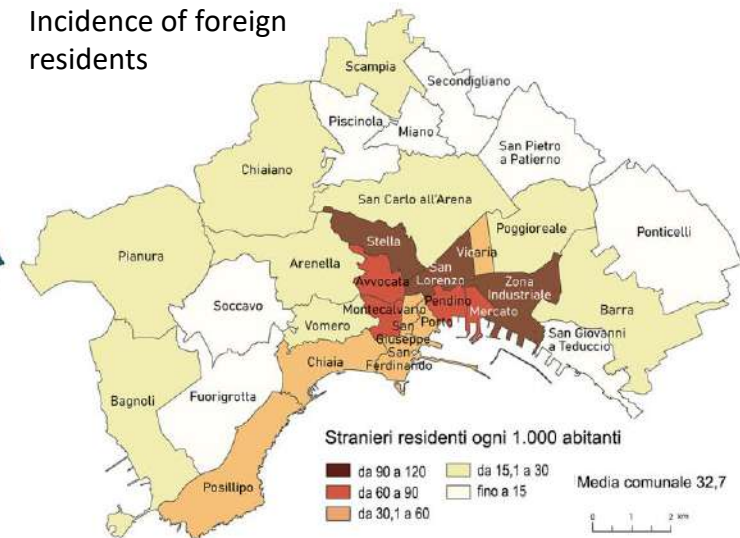 Incidence of foreign
residents
Scampia
Secondigliano
Piscinola
Miano
San Pietro
a Patierno
Chiaiano
San Carlo all'Arena
Poggioreale
Ponticelli
Pianura
Arenella
Stella
Vicaria
San
Lorenzo
Zona
Industriale
Avvocata
Soccavo
Montecalvario
Pendino
Mercato
Barra
Vomero
San
Giuseppe
Porto
San Giovanni
a Teduccio
Chiaia
San
Ferdinando
Bagnoli
Fuorigrotta
Posillipo
Stranieri residenti ogni 1.000 abitanti
da 90 a 120
da 60 a 90
da 30,1 a 60
da 15,1 a 30
fino a 15
Media comunale 32,7
0 1 2 km